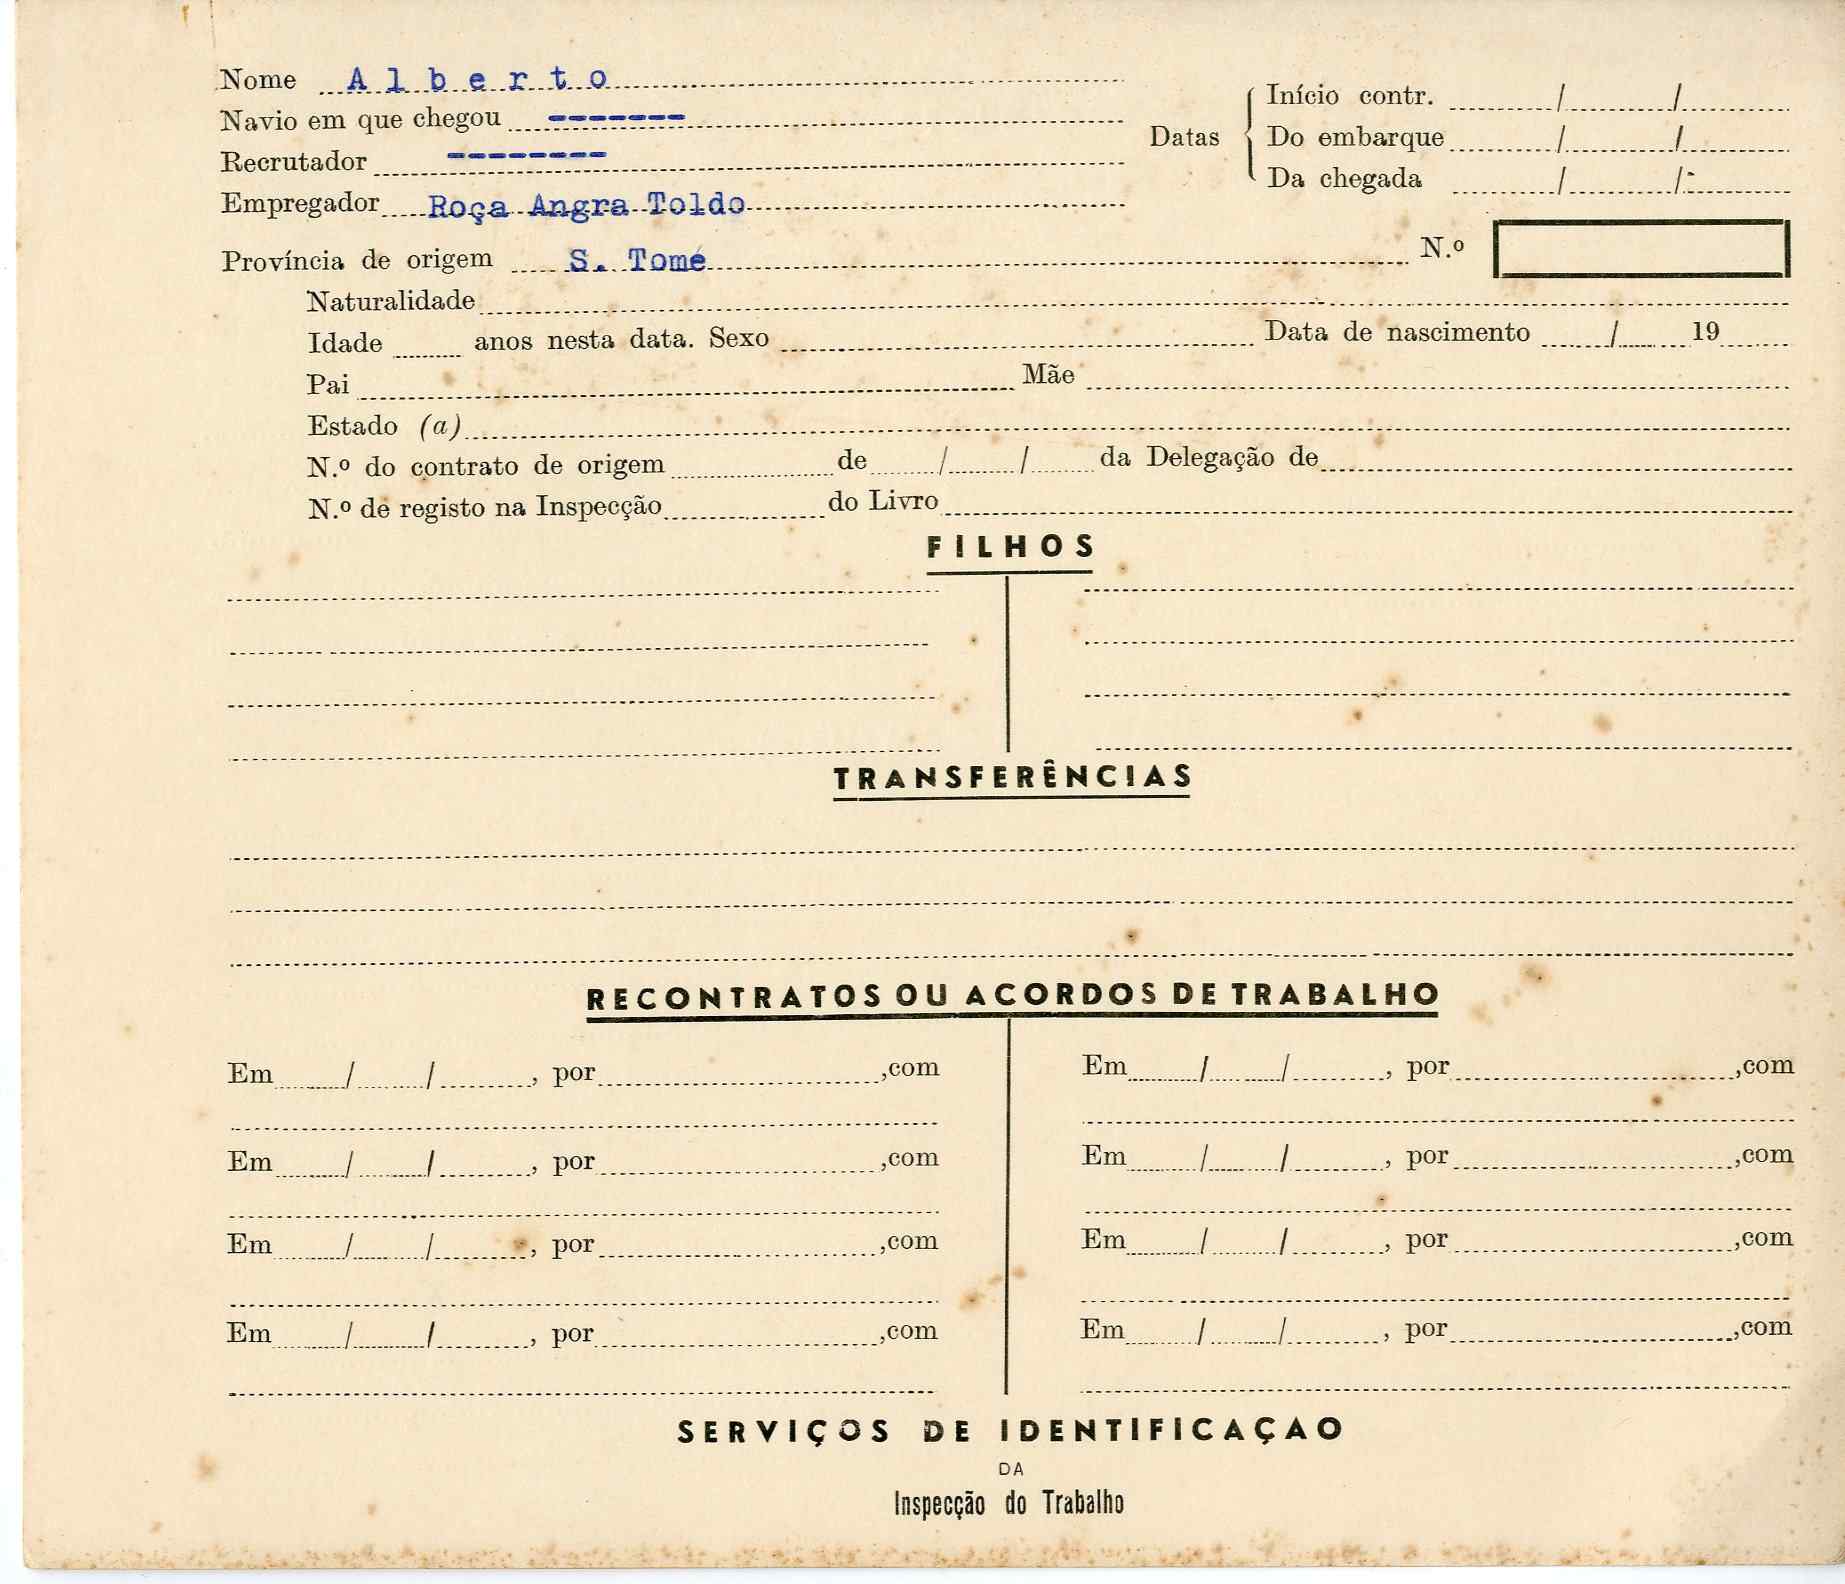 Nome A l b e r t o
Navio em que chegou -------
Recrutador --------
Empregador Roça Angra Toldo
Datas
Início contr. / /
Do embarque / /
Da chegada / /
Província de origem S. Tomé N.º
Naturalidade
Idade anos nesta data. Sexo Data de nascimento / 19
Pai Mãe
Estado (a)
N.º do contrato de origem de / / da Delegação de
N.º de registo na Inspecção do Livro
FILHOS
TRANSFERÊNCIAS
RECONTRATOS OU ACORDOS DE TRABALHO
Em / / , por ,com
Em / / , por ,com
Em / / , por ,com
Em / / , por ,com
Em / / , por ,com
Em / / , por ,com
Em / / , por ,com
Em / / , por ,com
SERVIÇOS DE IDENTIFICAÇAO
DA
Inspecção do Trabalho